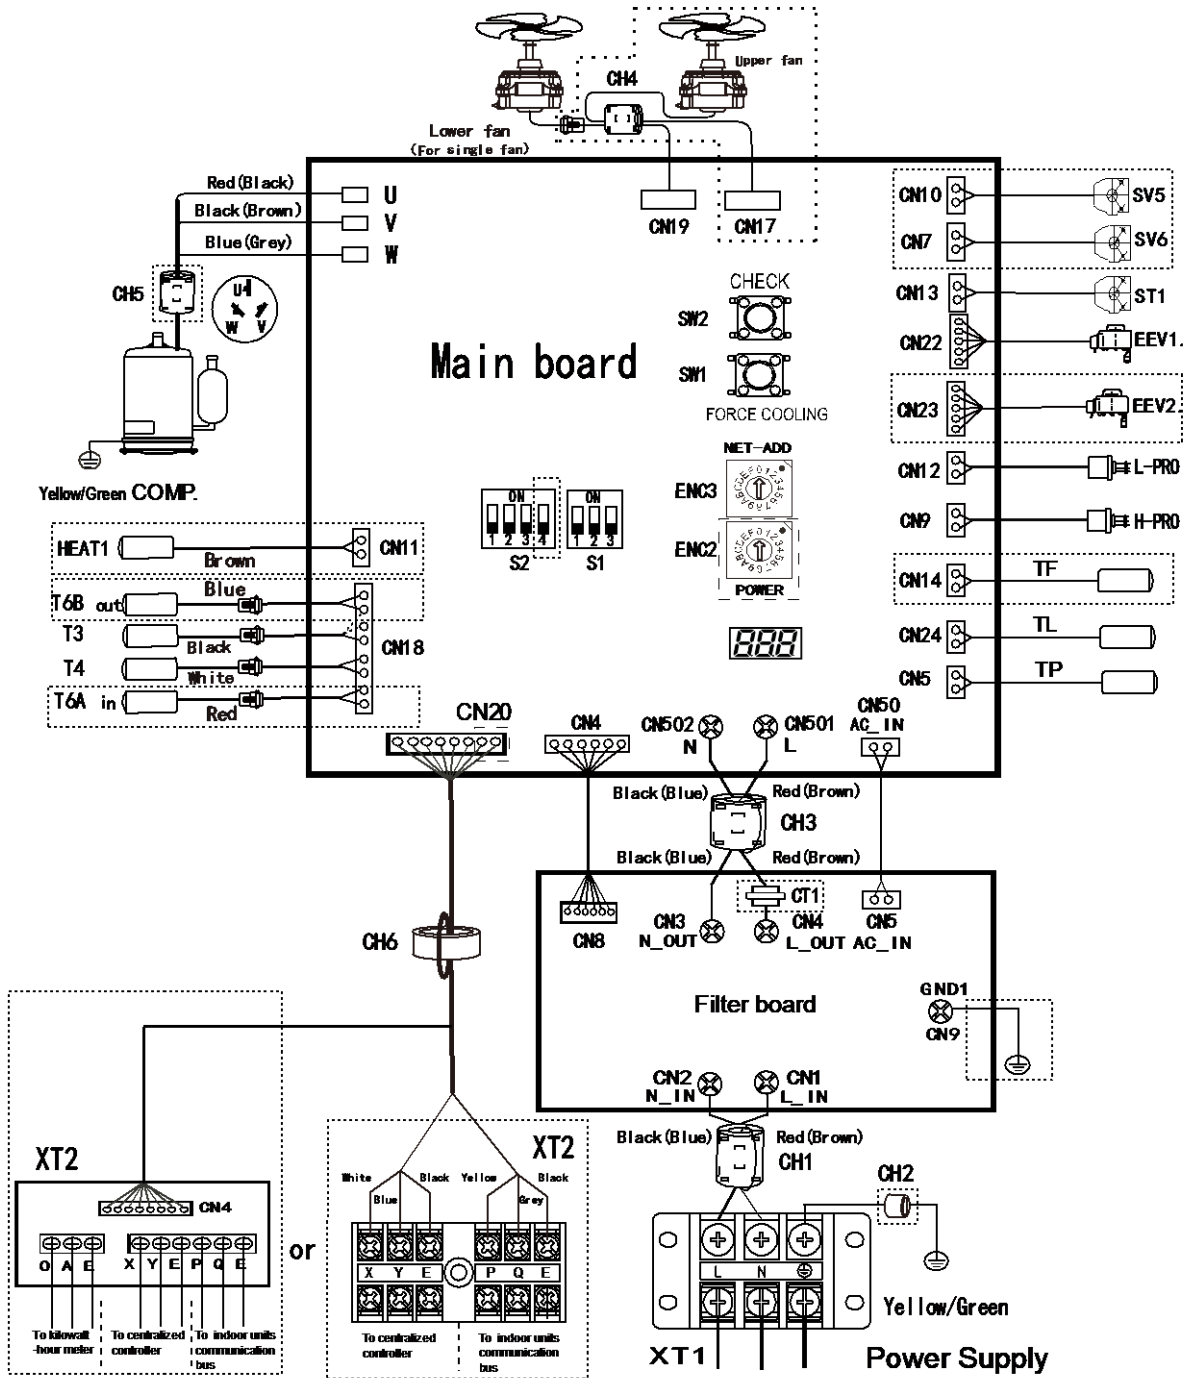 Upper fan
CH4
Lower fan
(For single fan)
Red(Black)
U
Black(Brown)
V
Blue(Grey)
W
CN19
CN17
CN10
SV5
CN7
SV6
CN13
ST1
CN22
EEV1.
CN23
EEV2.
CN12
L-PRO
CN9
H-PRO
CN14
TF
CN24
TL
CN5
TP
CH5
U
W
V
Yellow/Green COMP.
Main board
CHECK
SW2
SW1
FORCE COOLING
NET-ADD
ENC3
ENC2
POWER
ON
1 2 3 4
S2
ON
1 2 3
S1
888
HEAT1
Brown
CN11
Blue
T6B out
T3
Black
CN18
T4
White
T6A in
Red
CN20
CN4
CN502
N
CN501
L
CN50
AC_IN
Black(Blue)
Red(Brown)
CH3
Black(Blue)
Red(Brown)
CT1
CN8
CN3
N_OUT
CN4
L_OUT
CN5
AC_IN
CH6
Filter board
GND1
CN9
CN2
N_IN
CN1
L_IN
Black(Blue)
Red(Brown)
CH1
CH2
XT2
CN4
O A E
X Y E P Q E
To kilowatt
-hour meter
To centralized
controller
To indoor units
communication
bus
or
XT2
White
Blue
Black
Yellow
Grey
Black
X Y E
P Q E
To centralized
controller
To indoor units
communication
bus
L N
Yellow/Green
XT1
Power Supply